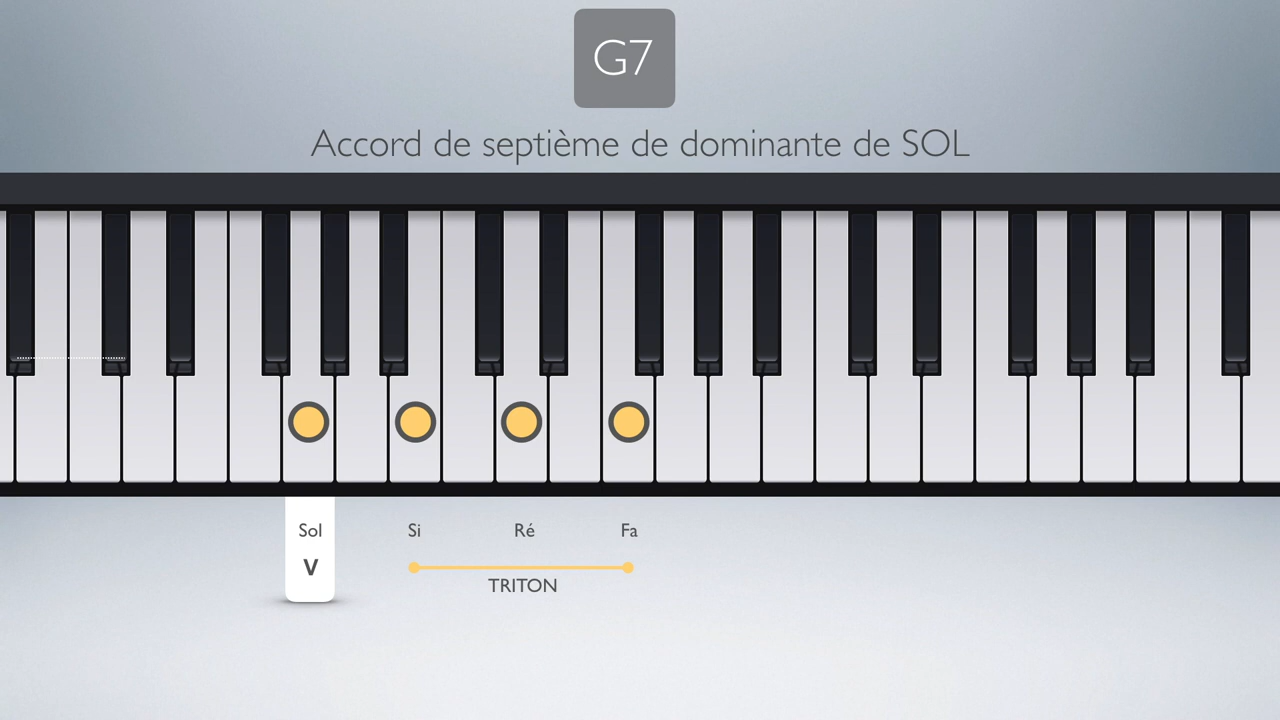 G7
Accord de septième de dominante de SOL
Sol Si Ré Fa
V
TRITON